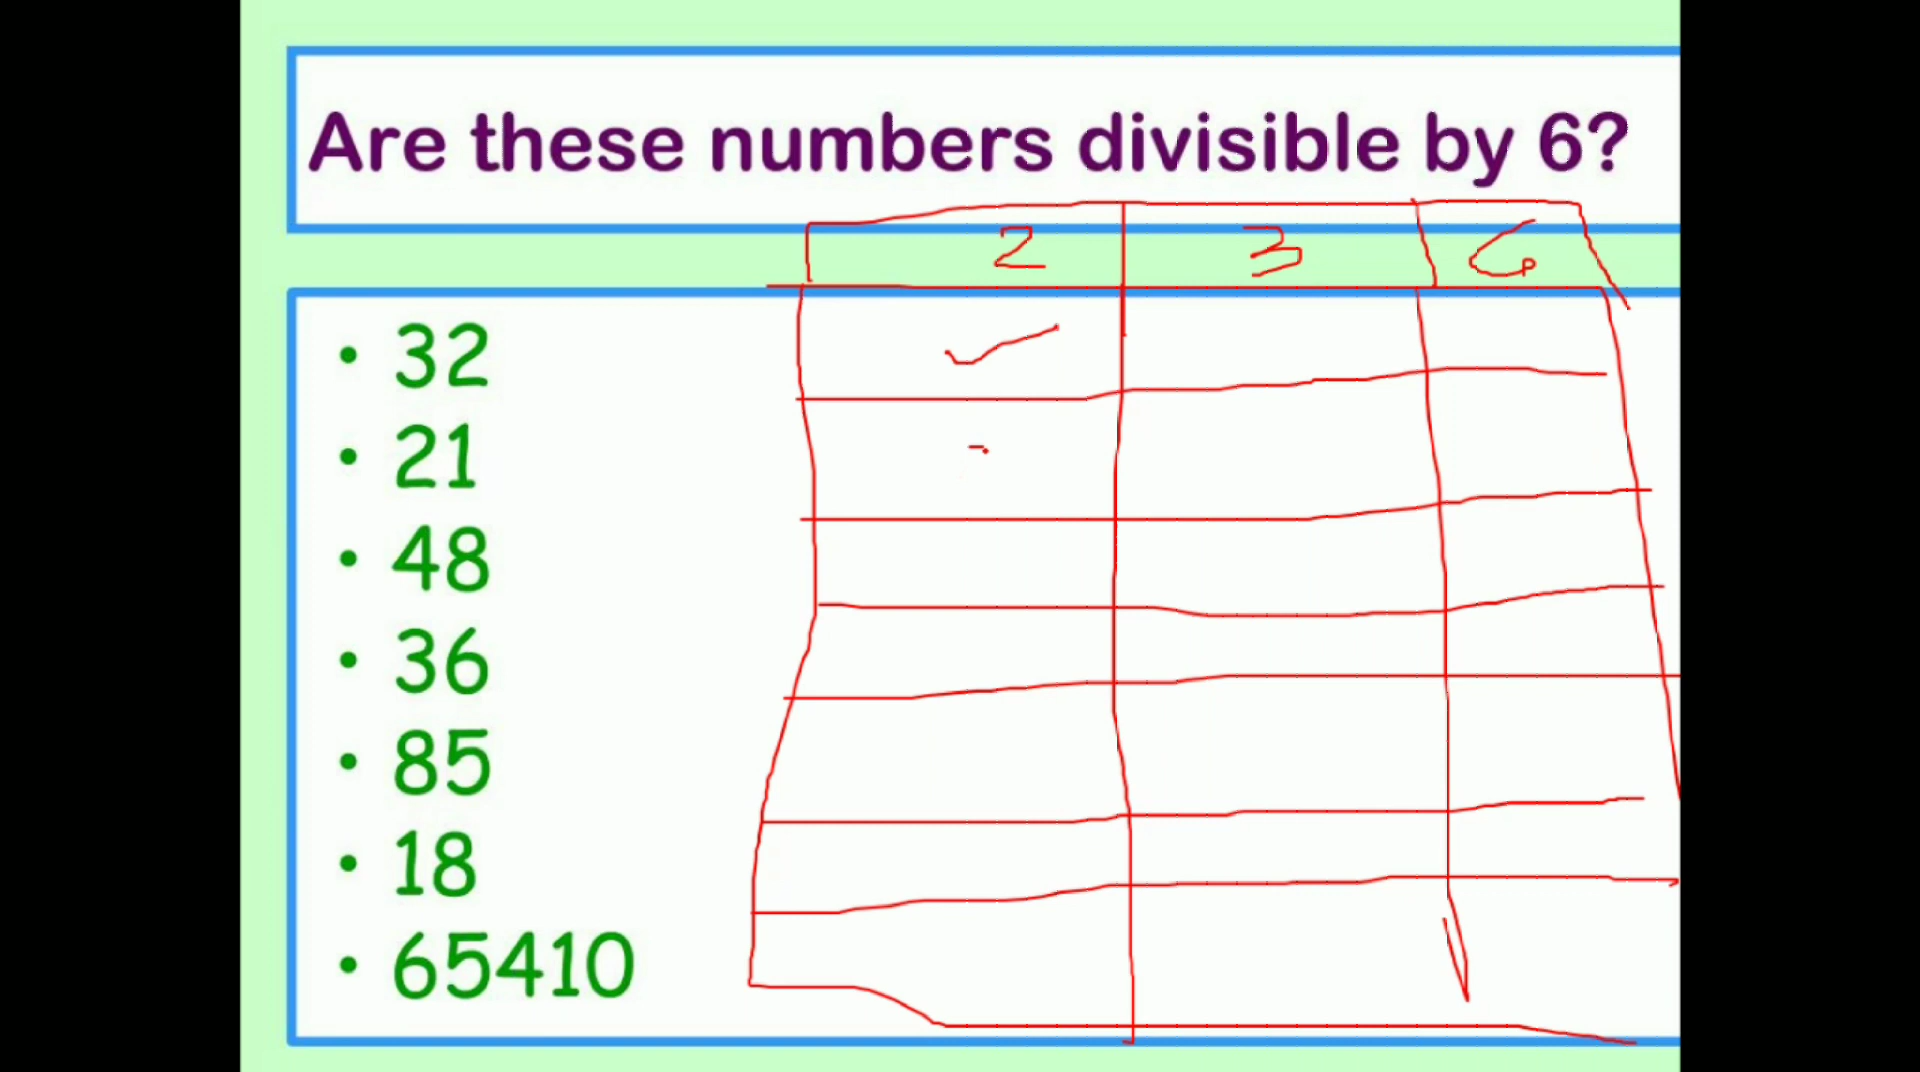 Are these numbers divisible by 6?
2 3 6
• 32 ✓
• 21
• 48
• 36
• 85
• 18
• 65410